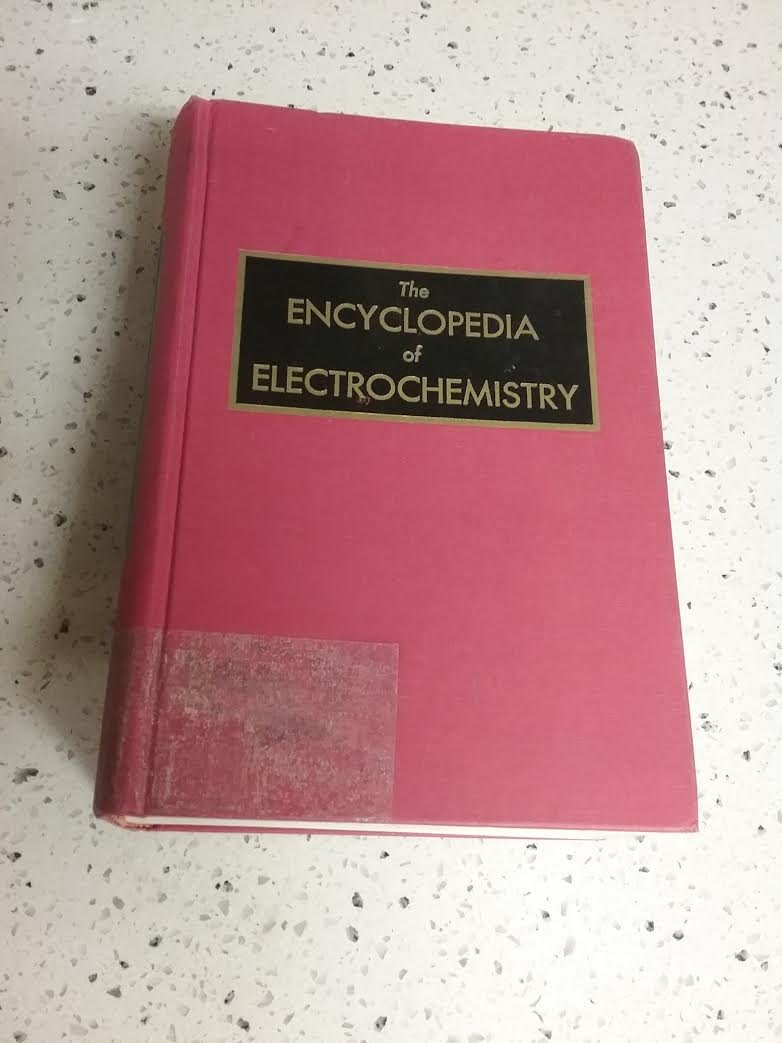 The
ENCYCLOPEDIA
of
ELECTROCHEMISTRY